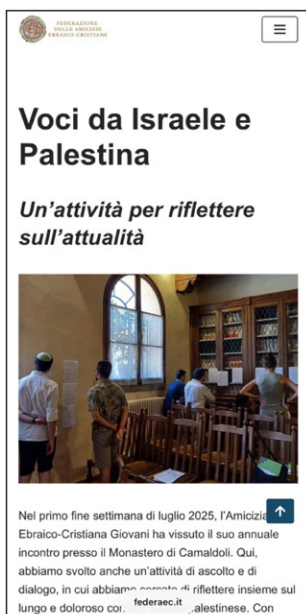 FEDERAZIONE
DELLE AMICIZIE
EBRAICO-CRISTIANE
Voci da Israele e
Palestina
Un'attività per riflettere
sull'attualità
Nel primo fine settimana di luglio 2025, l'Amicizia
Ebraico-Cristiana Giovani ha vissuto il suo annuale
incontro presso il Monastero di Camaldoli. Qui,
abbiamo svolto anche un'attività di ascolto e di
dialogo, in cui abbiamo cercato di riflettere insieme sul
lungo e doloroso palestinese. Con
federaec.it